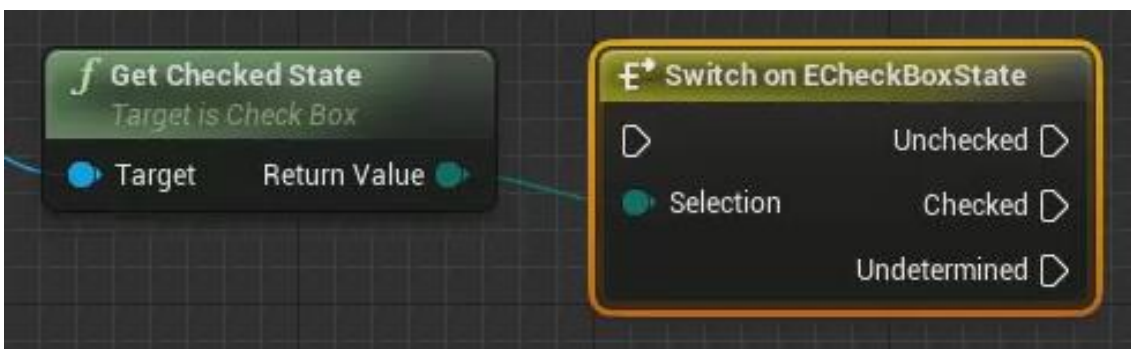 Get Checked State
Target is Check Box
Target
Return Value
Switch on ECheckBoxState
Unchecked
Selection
Checked
Undetermined